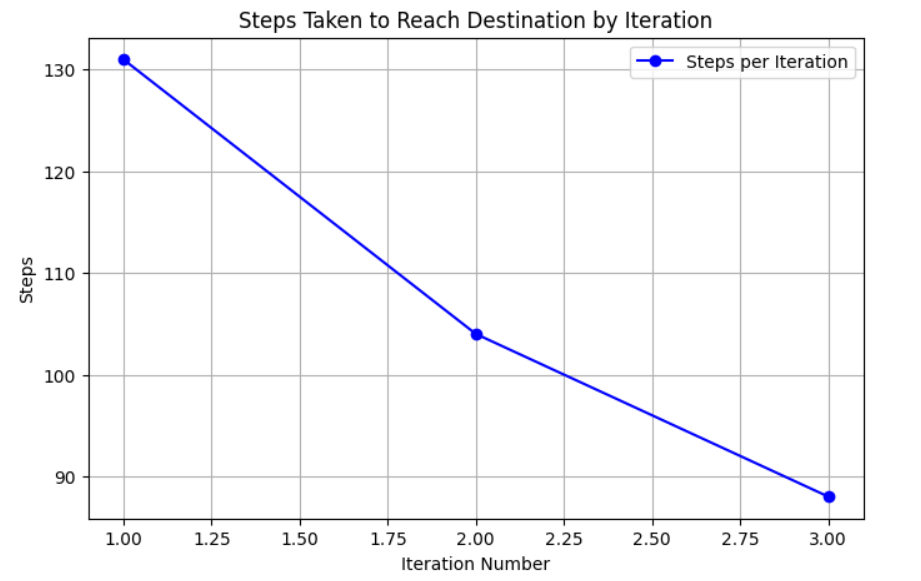 Steps Taken to Reach Destination by Iteration
Steps per Iteration
130
120
110
100
90
Steps
1.00 1.25 1.50 1.75 2.00 2.25 2.50 2.75 3.00
Iteration Number